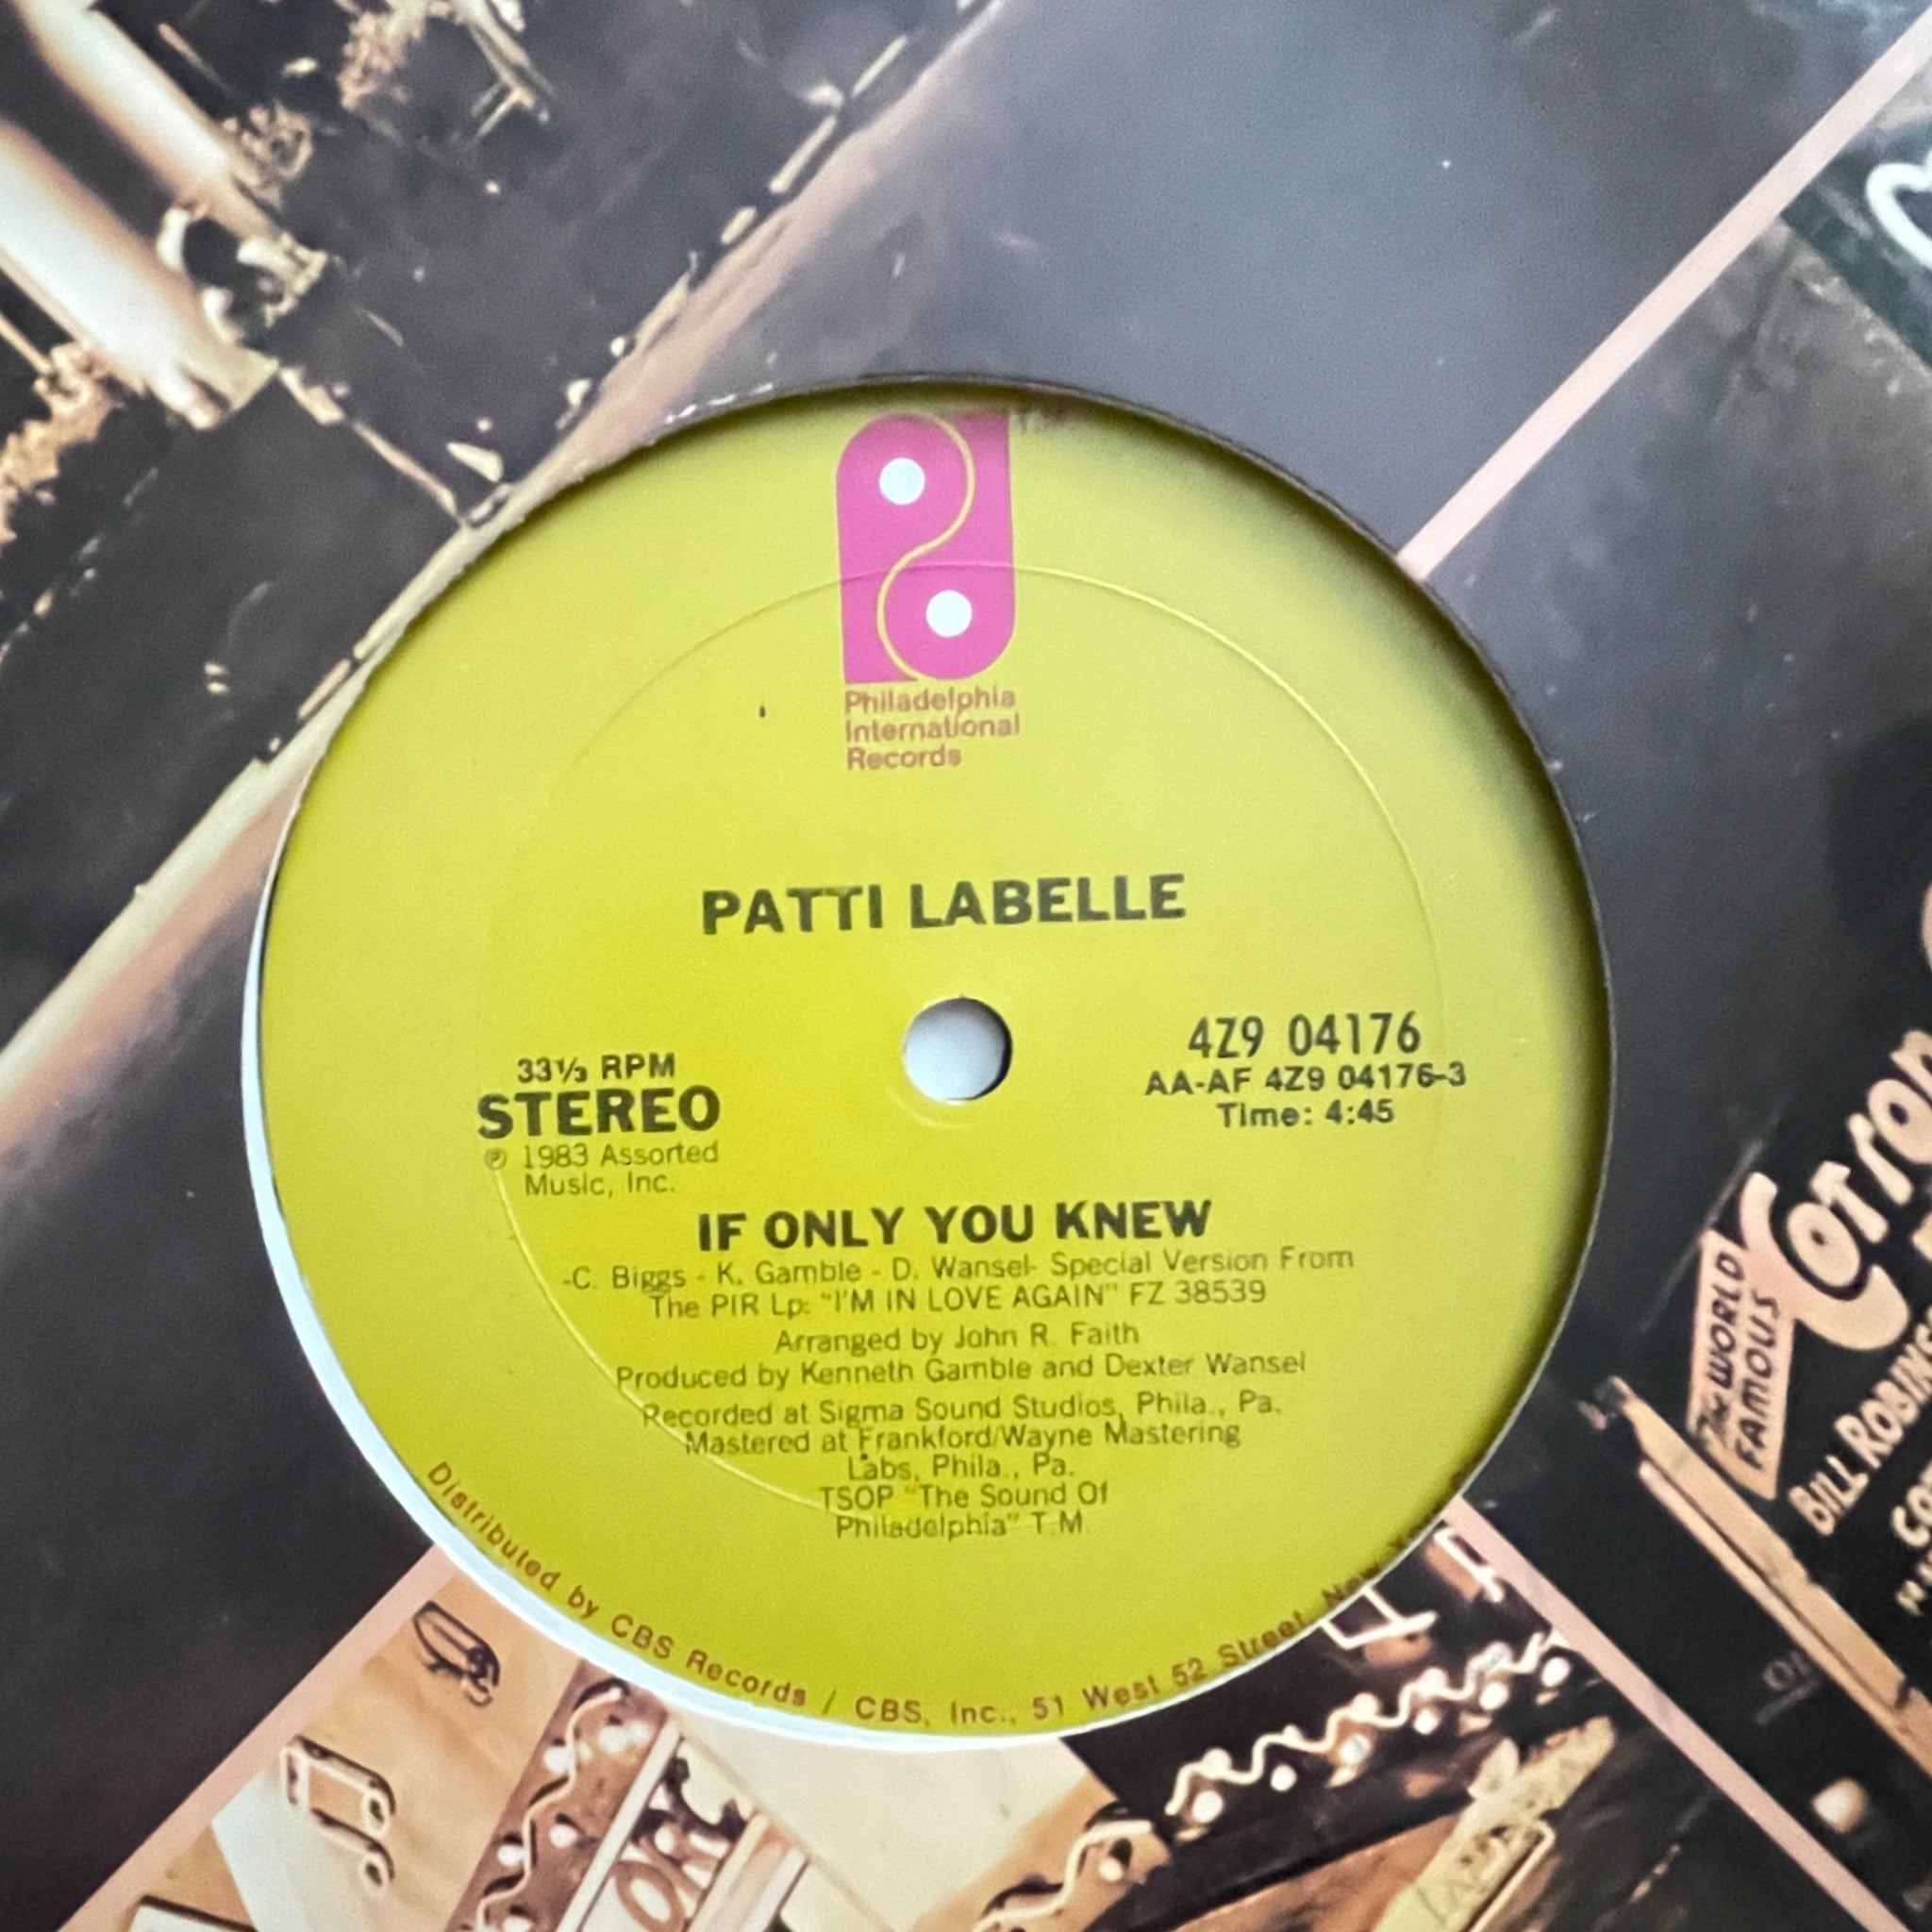 Philadelphia
International
Records
PATTI LABELLE
33⅓ RPM
STEREO
℗ 1983 Assorted
Music, Inc.
4Z9 04176
AA-AF 4Z9 04176-3
Time: 4:45
IF ONLY YOU KNEW
-C. Biggs - K. Gamble - D. Wansel- Special Version From
The PIR Lp: "I'M IN LOVE AGAIN" FZ 38539
Arranged by John R. Faith
Produced by Kenneth Gamble and Dexter Wansel
Recorded at Sigma Sound Studios, Phila., Pa.
Mastered at Frankford/Wayne Mastering
Labs, Phila., Pa.
TSOP "The Sound Of
Philadelphia" T.M.
Distributed by CBS Records / CBS, Inc., 51 West 52 Street,
The WORLD
FAMOUS
BILL